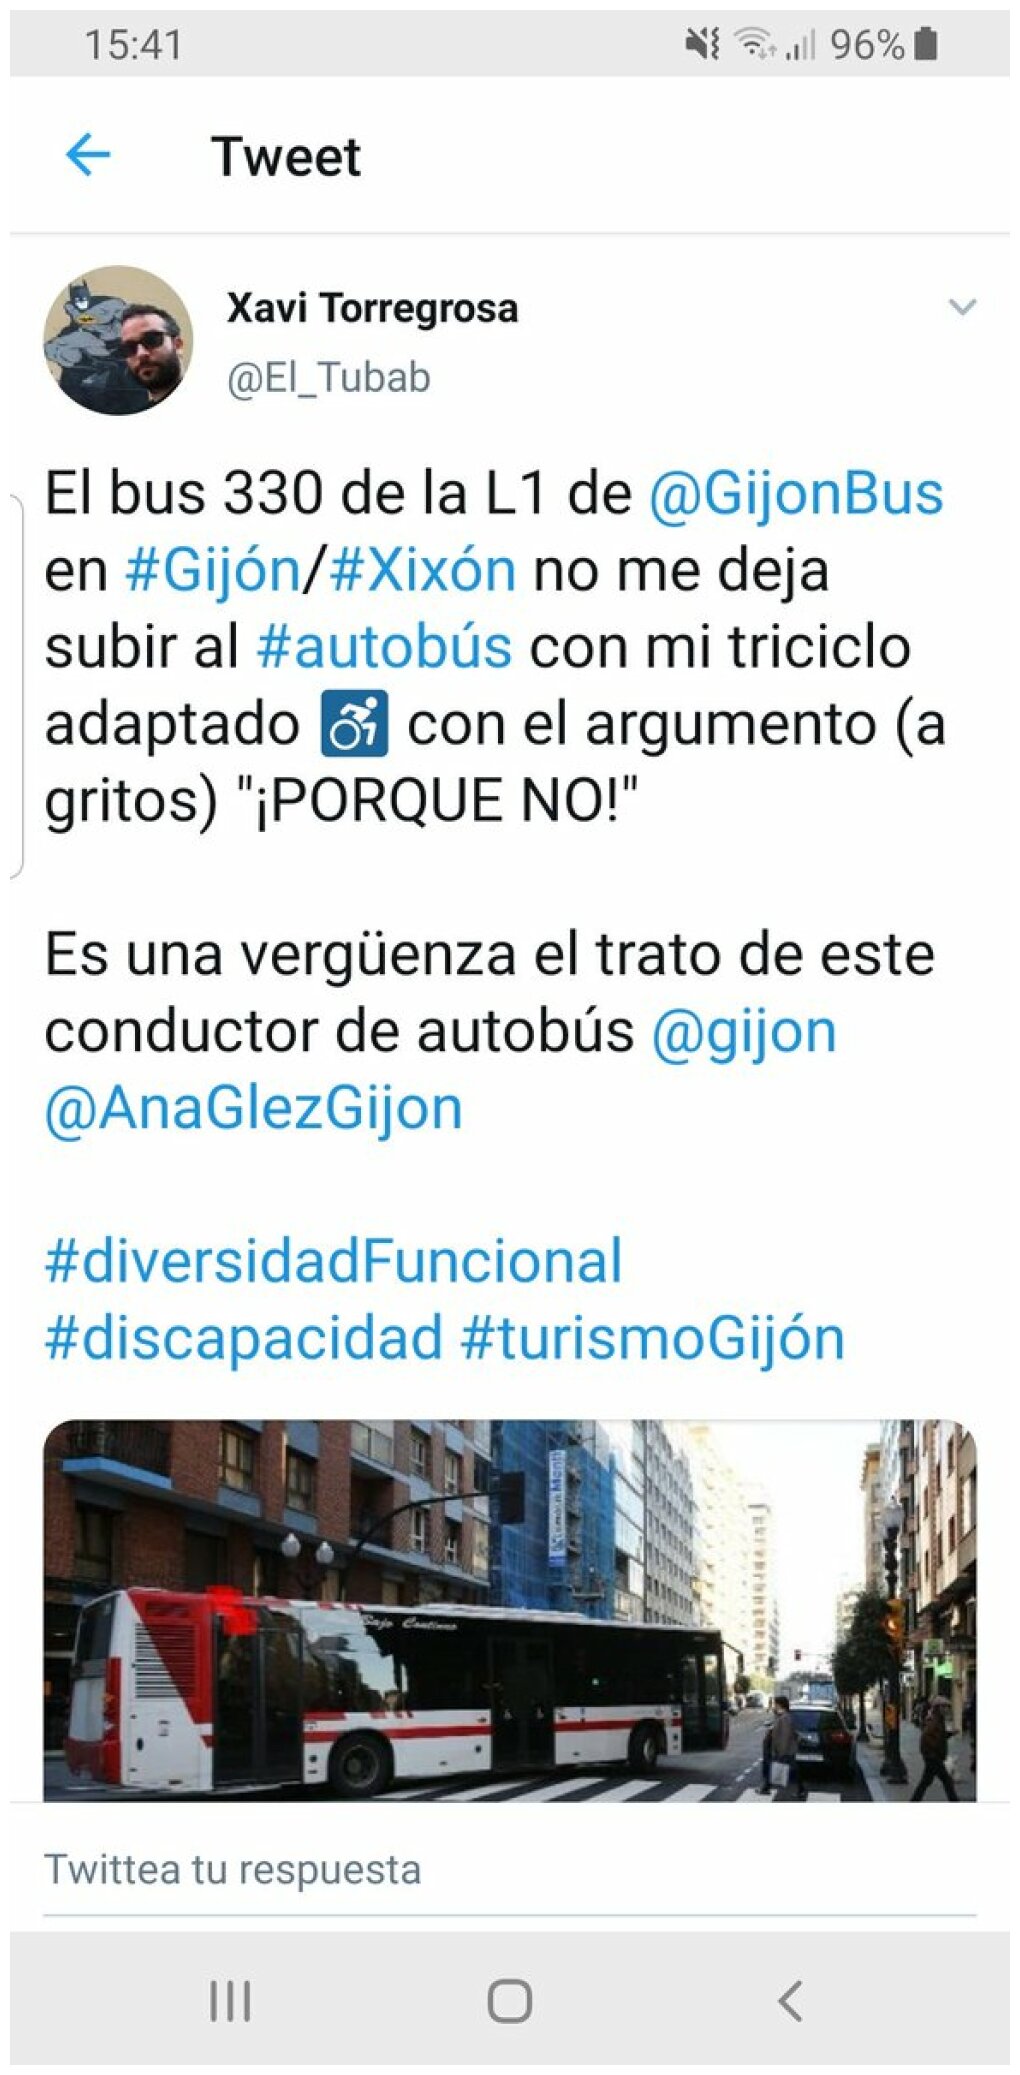 15:41
96%
Tweet
Xavi Torregrosa
@El_Tubab
El bus 330 de la L1 de @GijonBus
en #Gijón/#Xixón no me deja
subir al #autobús con mi triciclo
adaptado ♿ con el argumento (a
gritos) "¡PORQUE NO!"
Es una vergüenza el trato de este
conductor de autobús @gijon
@AnaGlezGijon
#diversidadFuncional
#discapacidad #turismoGijón
Bajo Continuo
Twittea tu respuesta